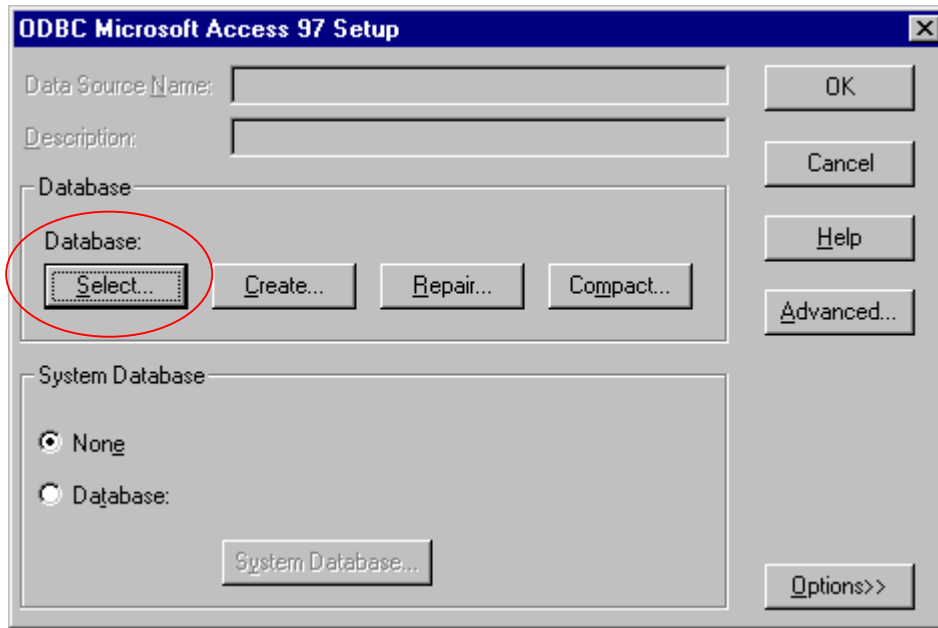 ODBC Microsoft Access 97 Setup
Data Source Name:
OK
Description:
Cancel
Database
Database:
Help
Select...
Create...
Repair...
Compact...
Advanced...
System Database
None
Database:
System Database...
Options>>